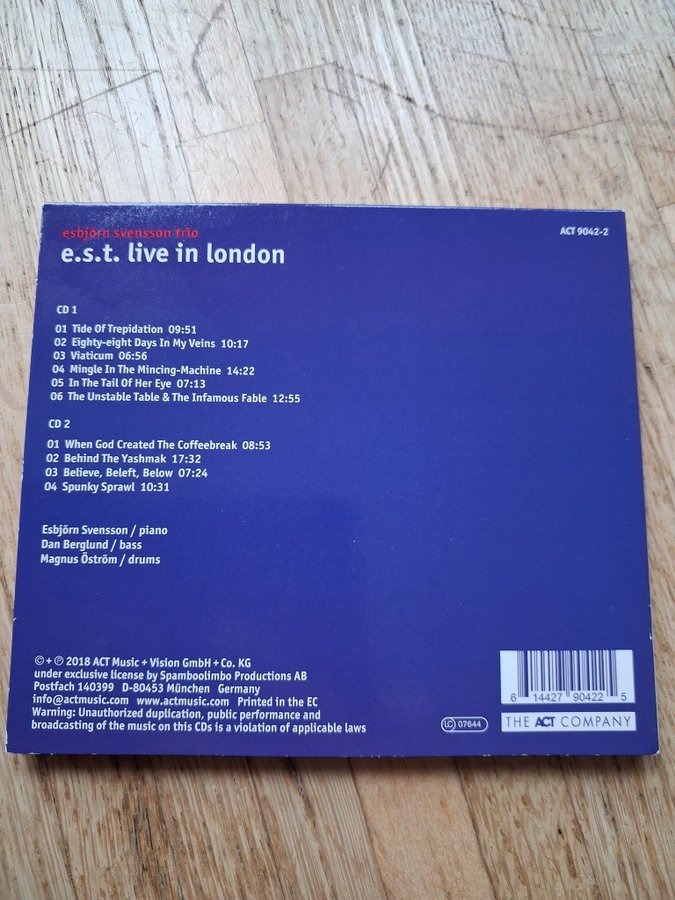 esbjörn svensson trio
ACT 9042-2
e.s.t. live in london
CD 1
01 Tide Of Trepidation 09:51
02 Eighty-eight Days In My Veins 10:17
03 Viaticum 06:56
04 Mingle In The Mincing-Machine 14:22
05 In The Tail Of Her Eye 07:13
06 The Unstable Table & The Infamous Fable 12:55
CD 2
01 When God Created The Coffeebreak 08:53
02 Behind The Yashmak 17:32
03 Believe, Beleft, Below 07:24
04 Spunky Sprawl 10:31
Esbjörn Svensson / piano
Dan Berglund / bass
Magnus Öström / drums
© + ℗ 2018 ACT Music + Vision GmbH + Co. KG
under exclusive license by Spamboolimbo Productions AB
Postfach 140399 D-80453 München Germany
info@actmusic.com www.actmusic.com Printed in the EC
Warning: Unauthorized duplication, public performance and
broadcasting of the music on this CDs is a violation of applicable laws
LC 07644
6 14427 90422 5
THE ACT COMPANY